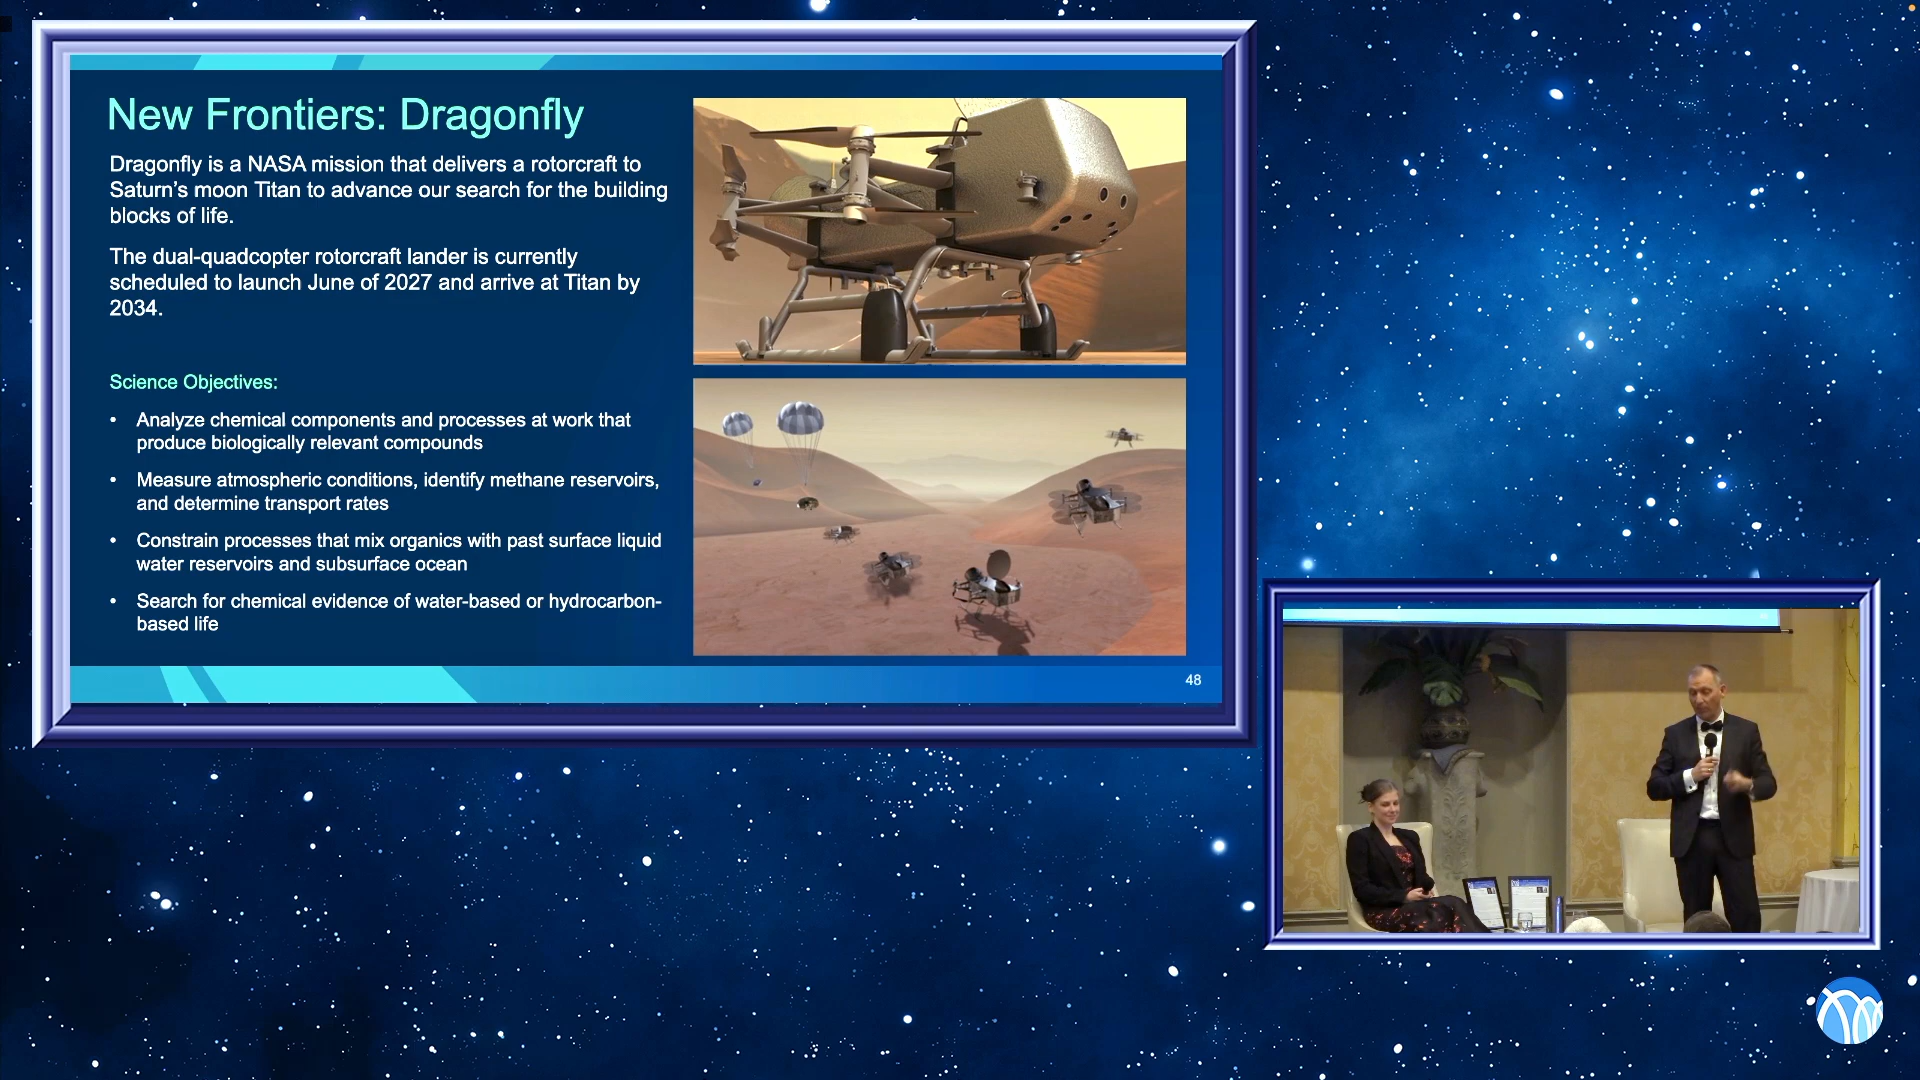 New Frontiers: Dragonfly
Dragonfly is a NASA mission that delivers a rotorcraft to
Saturn's moon Titan to advance our search for the building
blocks of life.
The dual-quadcopter rotorcraft lander is currently
scheduled to launch June of 2027 and arrive at Titan by
2034.
Science Objectives:
• Analyze chemical components and processes at work that
produce biologically relevant compounds
• Measure atmospheric conditions, identify methane reservoirs,
and determine transport rates
• Constrain processes that mix organics with past surface liquid
water reservoirs and subsurface ocean
• Search for chemical evidence of water-based or hydrocarbon-
based life
48